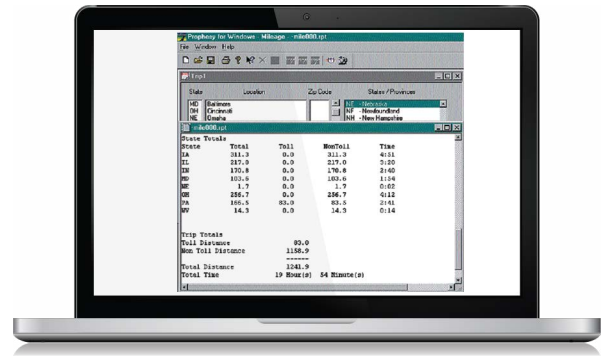 Prophesy for Windows - Mileage - mile000.rpt
File Window Help
Trip1
State Location Zip Code States / Provinces
MD Baltimore NE - Nebraska
OH Cincinnati NF - Newfoundland
NE Omaha NH - New Hampshire
mile000.rpt
State Totals
State Total Toll NonToll Time
IA 311.3 0.0 311.3 4:51
IL 217.0 0.0 217.0 3:20
IN 170.8 0.0 170.8 2:40
MD 103.6 0.0 103.6 1:54
NE 1.7 0.0 1.7 0:02
OH 256.7 0.0 256.7 4:12
PA 166.5 83.0 83.5 2:41
WV 14.3 0.0 14.3 0:14
Trip Totals
Toll Distance 83.0
Non Toll Distance 1158.9
------
Total Distance 1241.9
Total Time 19 Hour(s) 54 Minute(s)